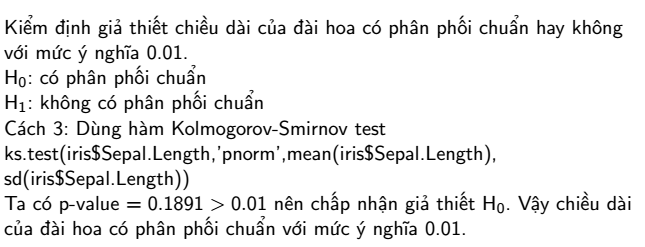 Kiểm định giả thiết chiều dài của đài hoa có phân phối chuẩn hay không
với mức ý nghĩa 0.01.
H₀: có phân phối chuẩn
H₁: không có phân phối chuẩn
Cách 3: Dùng hàm Kolmogorov-Smirnov test
ks.test(iris$Sepal.Length,'pnorm',mean(iris$Sepal.Length),
sd(iris$Sepal.Length))
Ta có p-value = 0.1891 > 0.01 nên chấp nhận giả thiết H₀. Vậy chiều dài
của đài hoa có phân phối chuẩn với mức ý nghĩa 0.01.